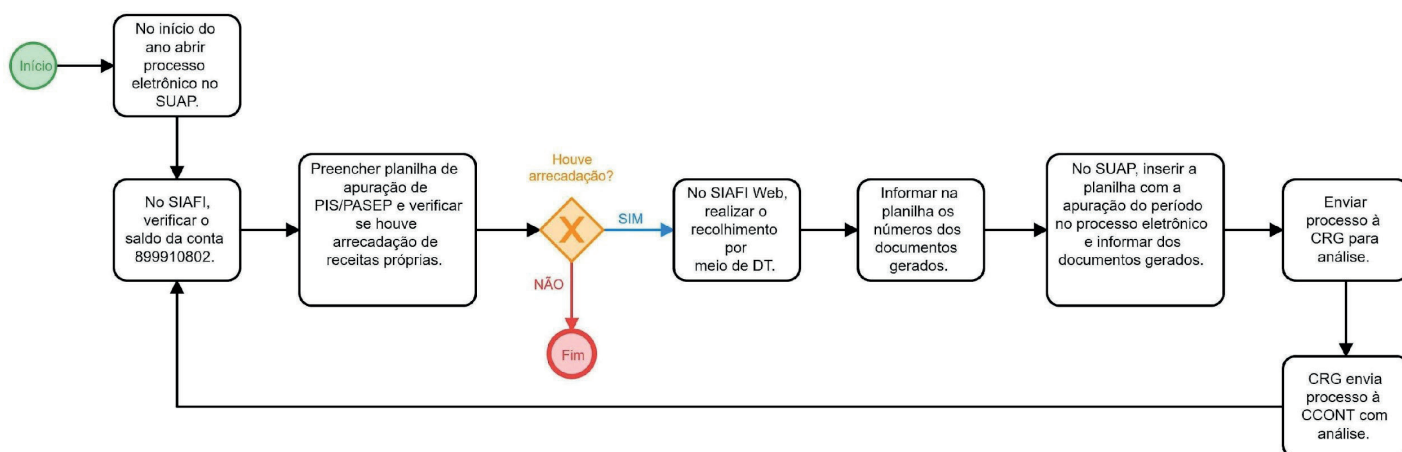 Início
No início do
ano abrir
processo
eletrônico no
SUAP.
No SIAFI,
verificar o
saldo da conta
899910802.
Preencher planilha de
apuração de
PIS/PASEP e verificar
se houve
arrecadação de
receitas próprias.
Houve
arrecadação?
X
SIM
NÃO
Fim
No SIAFI Web,
realizar o
recolhimento
por
meio de DT.
Informar na
planilha os
números dos
documentos
gerados.
No SUAP, inserir a
planilha com a
apuração do período
no processo eletrônico
e informar dos
documentos gerados.
Enviar
processo à
CRG para
análise.
CRG envia
processo à
CCONT com
análise.